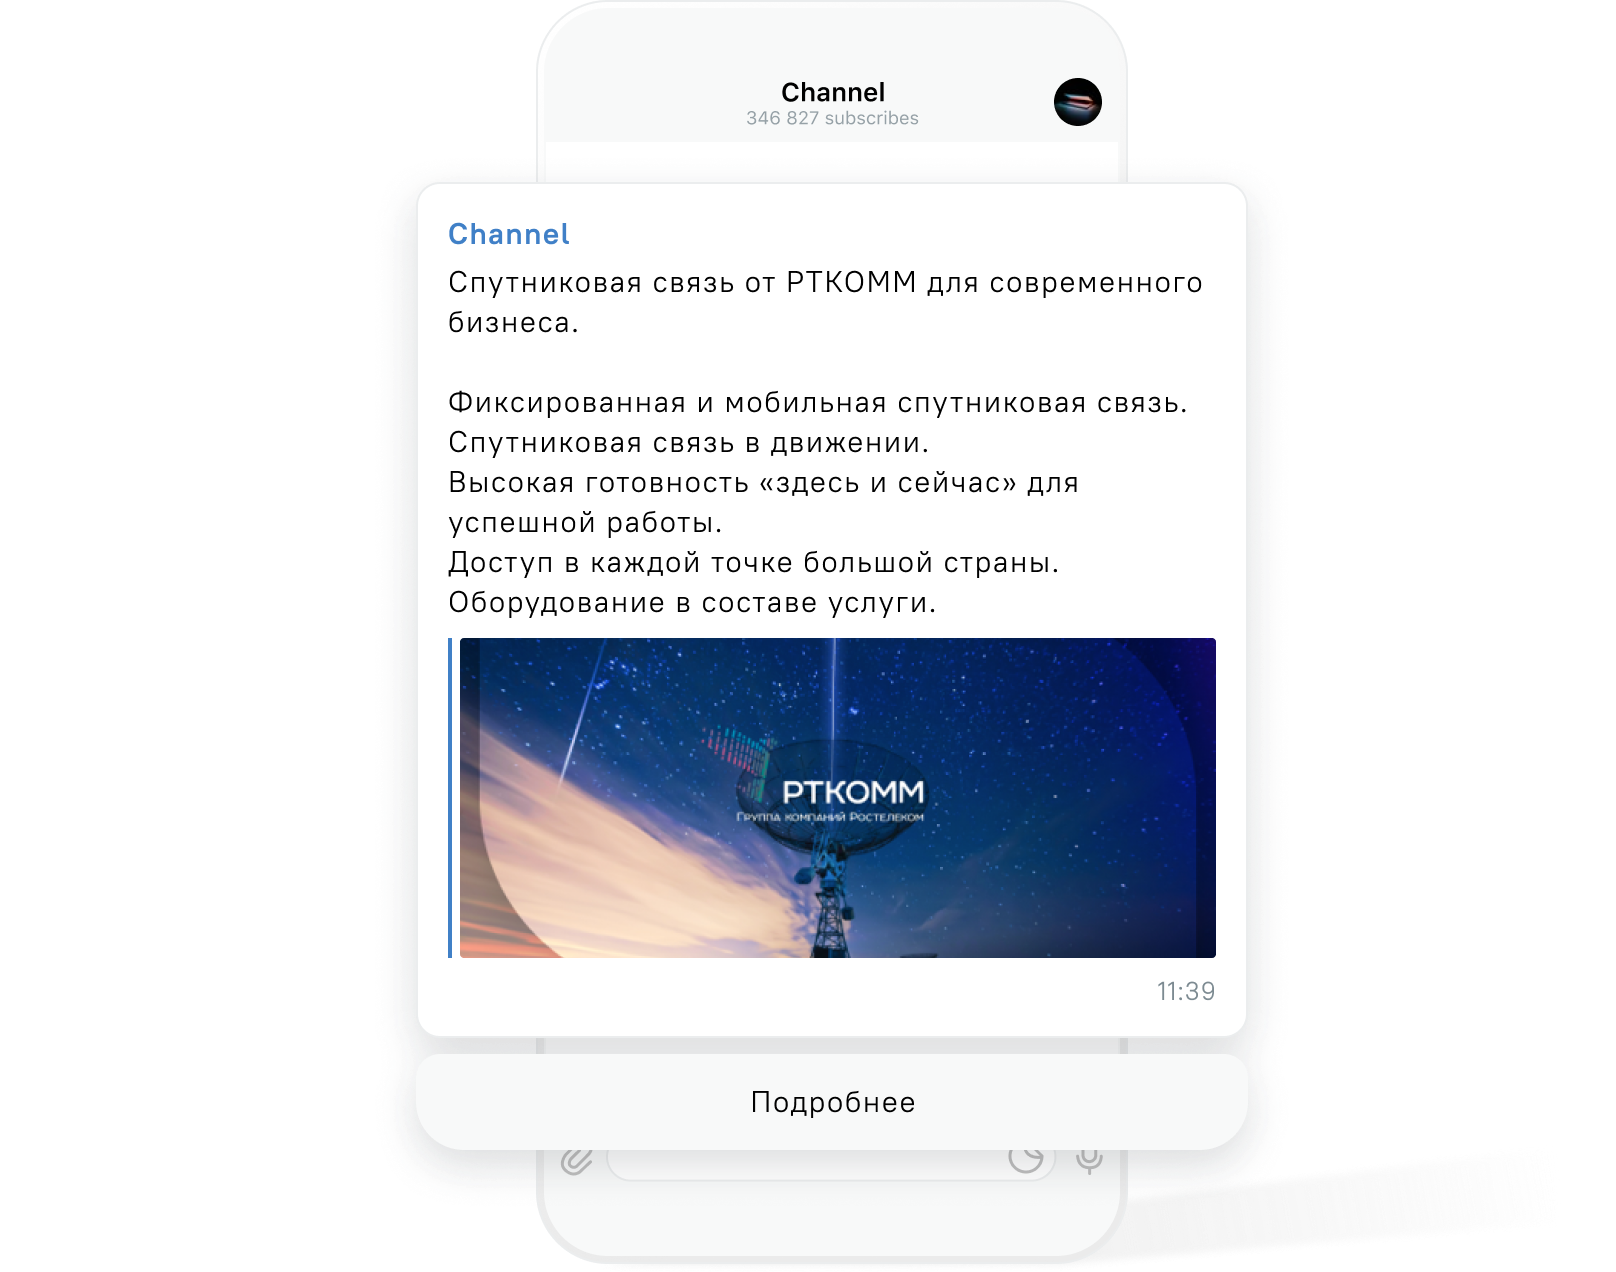 Channel
346 827 subscribes
Channel
Спутниковая связь от РТКОММ для современного
бизнеса.
Фиксированная и мобильная спутниковая связь.
Спутниковая связь в движении.
Высокая готовность «здесь и сейчас» для
успешной работы.
Доступ в каждой точке большой страны.
Оборудование в составе услуги.
РТКОММ
Группа компаний Ростелеком
11:39
Подробнее